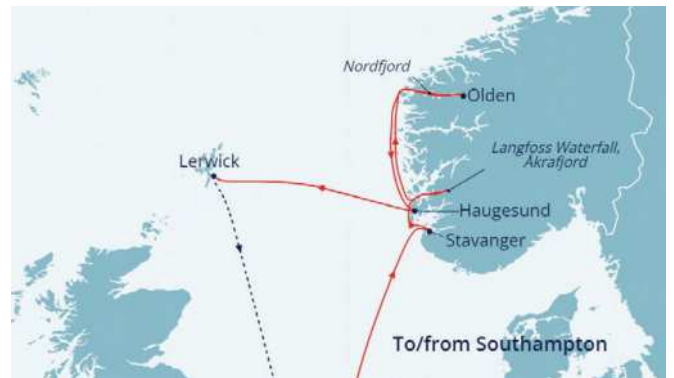 Nordfjord
Olden
Langfoss Waterfall,
Åkrafjord
Lerwick
Haugesund
Stavanger
To/from Southampton